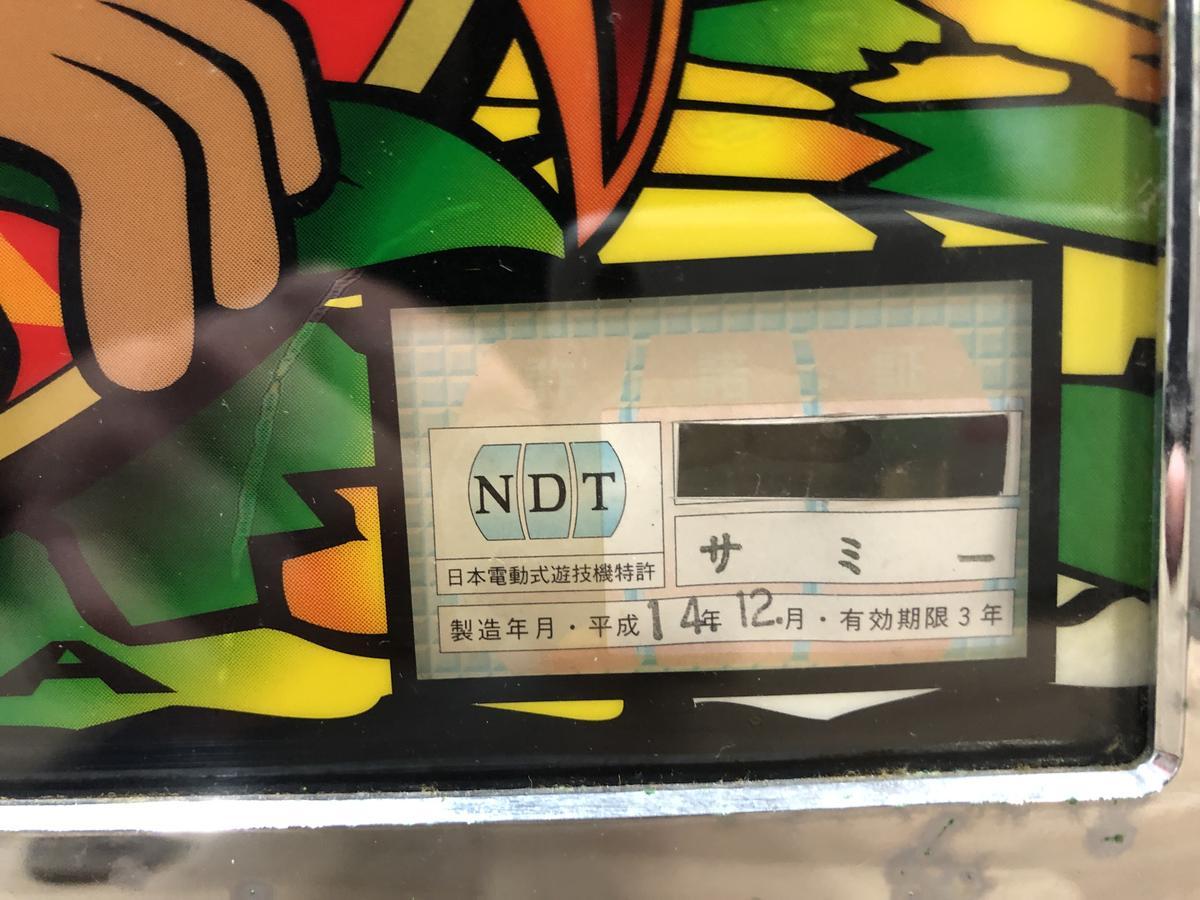 NDT
日本電動式遊技機特許
サミー
製造年月・平成14年12.月・有効期限3年